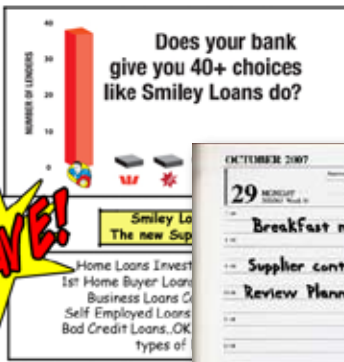 40
30
20
10
0
NUMBER OF LENDERS
Does your bank
give you 40+ choices
like Smiley Loans do?
Smiley Lo
The new Sup
Home Loans Invest
1st Home Buyer Loans
Business Loans C
Self Employed Loans
Bad Credit Loans..OK
types of
OCTOBER 2007
29 MONDAY
Breakfast m
Supplier cont
Review Plann